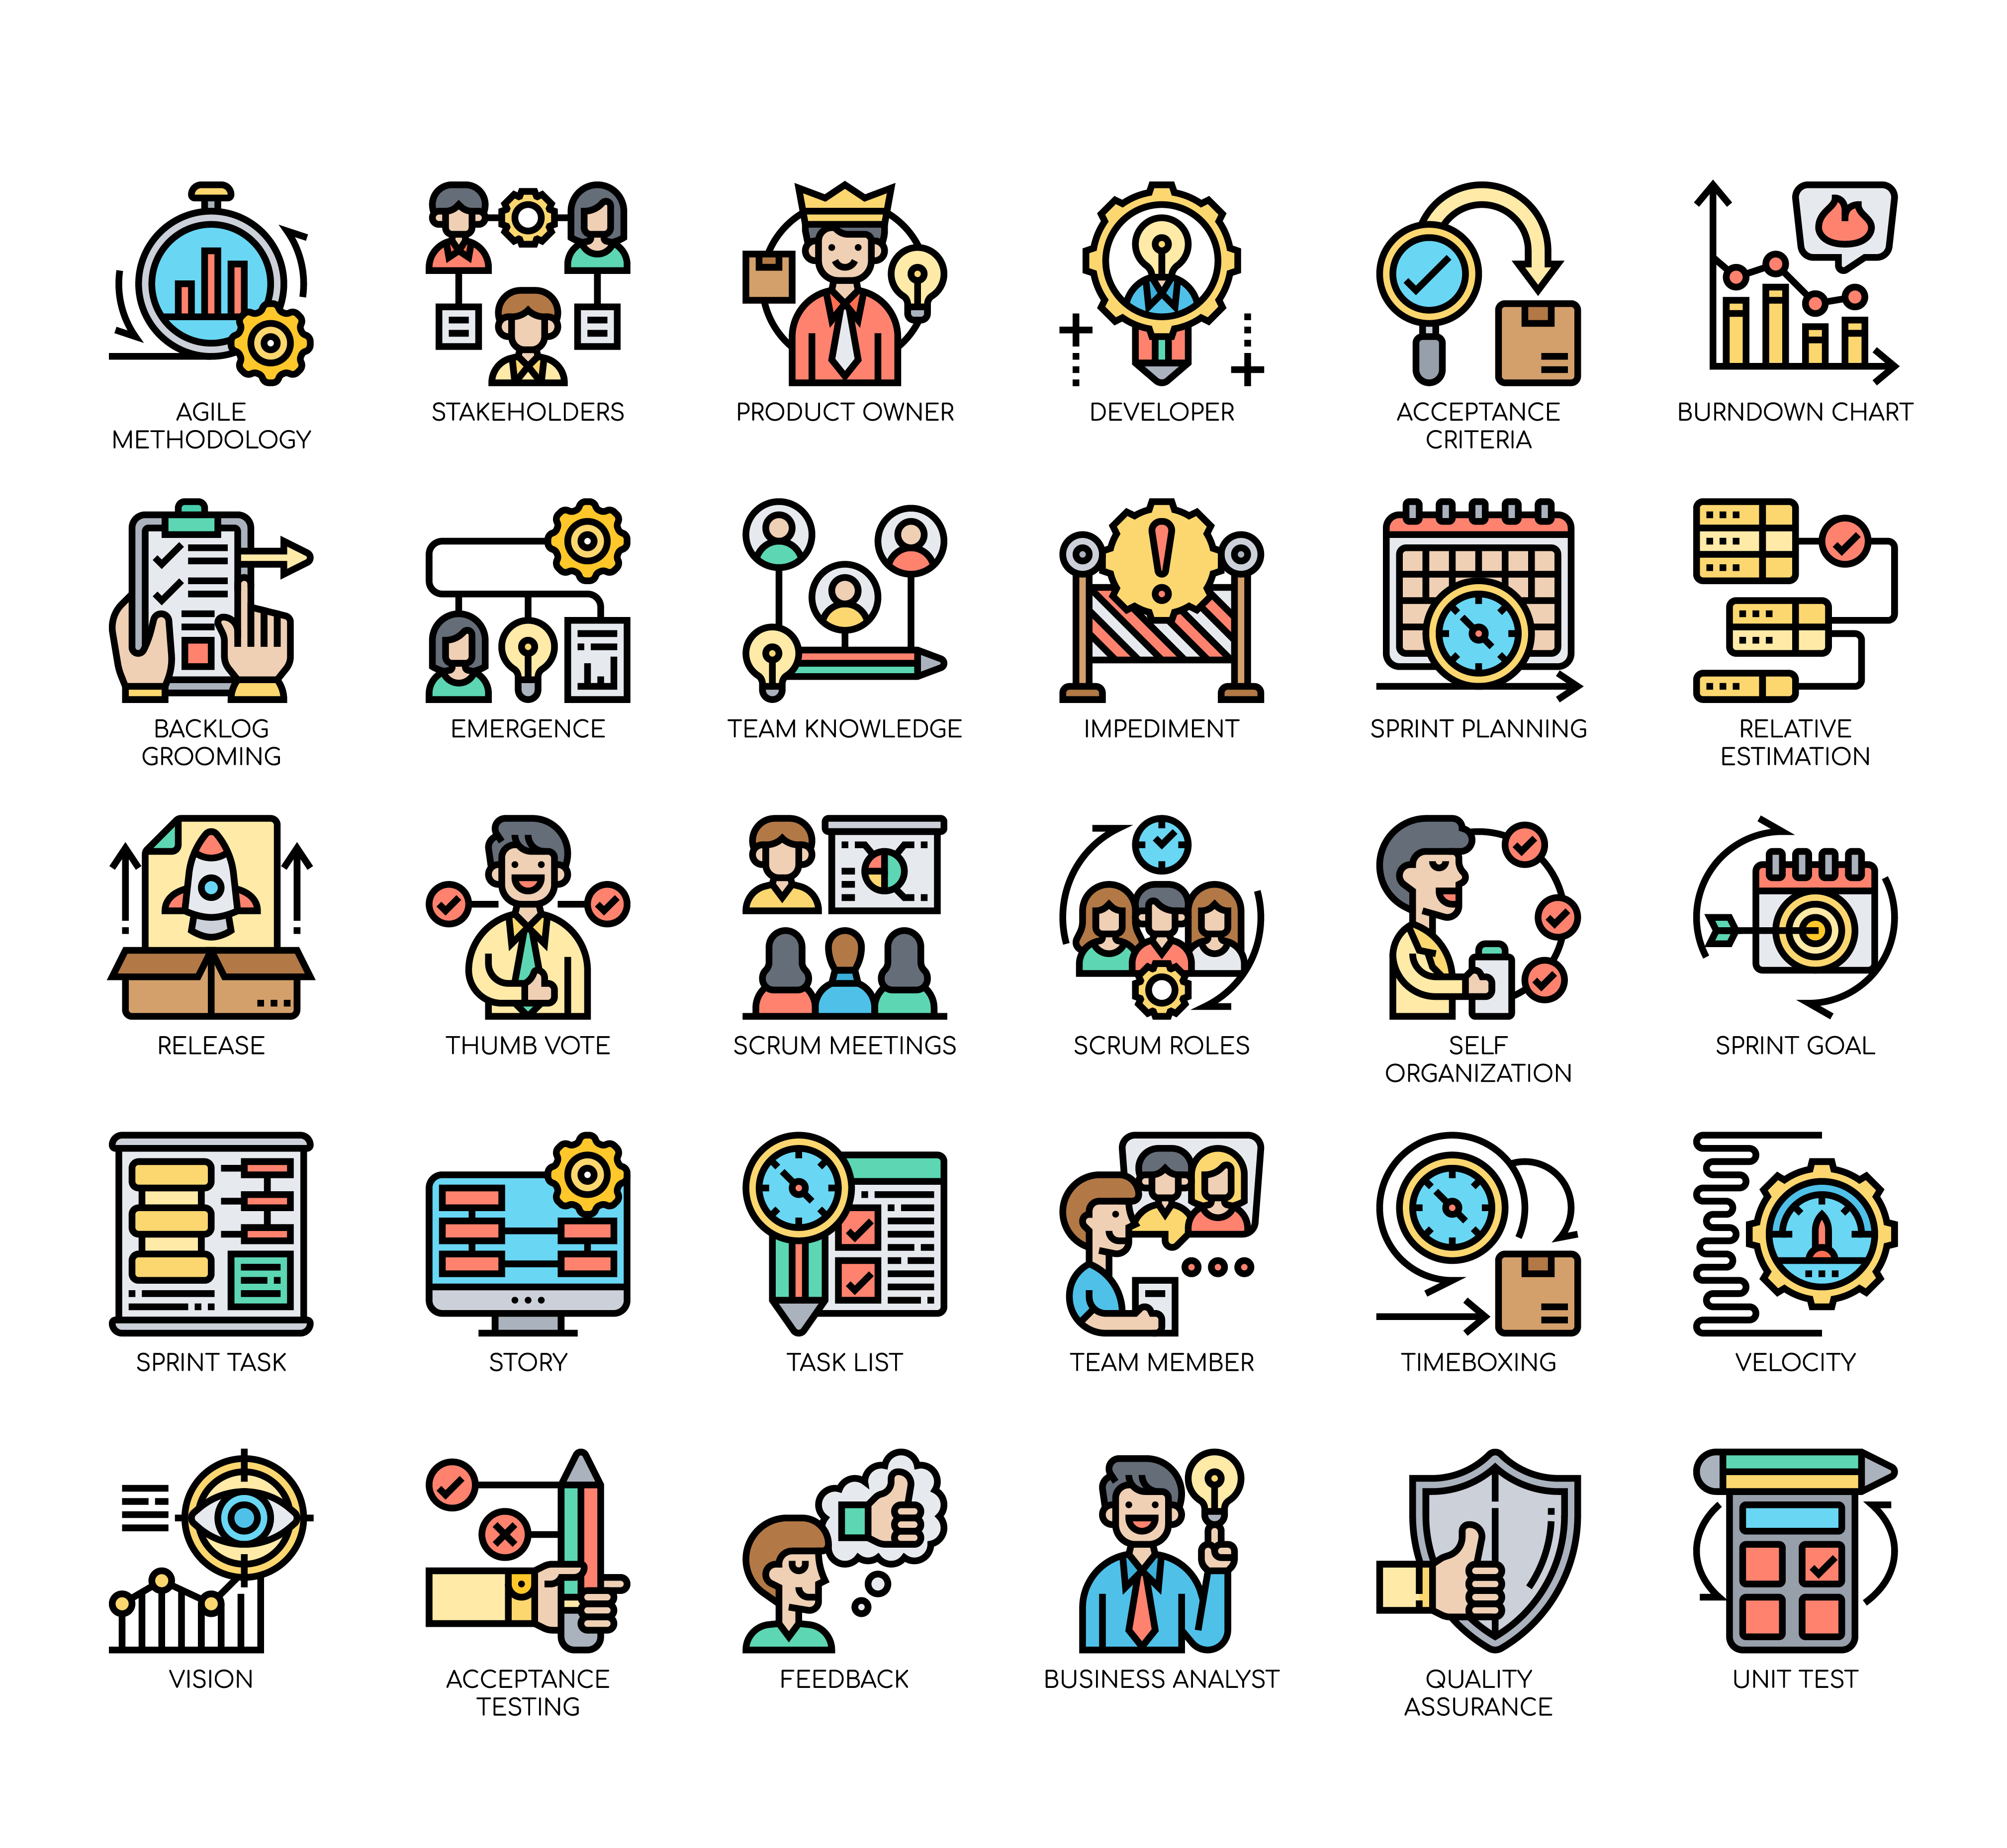 AGILE
METHODOLOGY
STAKEHOLDERS
PRODUCT OWNER
DEVELOPER
ACCEPTANCE
CRITERIA
BURNDOWN CHART
BACKLOG
GROOMING
EMERGENCE
TEAM KNOWLEDGE
IMPEDIMENT
SPRINT PLANNING
RELATIVE
ESTIMATION
RELEASE
THUMB VOTE
SCRUM MEETINGS
SCRUM ROLES
SELF
ORGANIZATION
SPRINT GOAL
SPRINT TASK
STORY
TASK LIST
TEAM MEMBER
TIMEBOXING
VELOCITY
VISION
ACCEPTANCE
TESTING
FEEDBACK
BUSINESS ANALYST
QUALITY
ASSURANCE
UNIT TEST